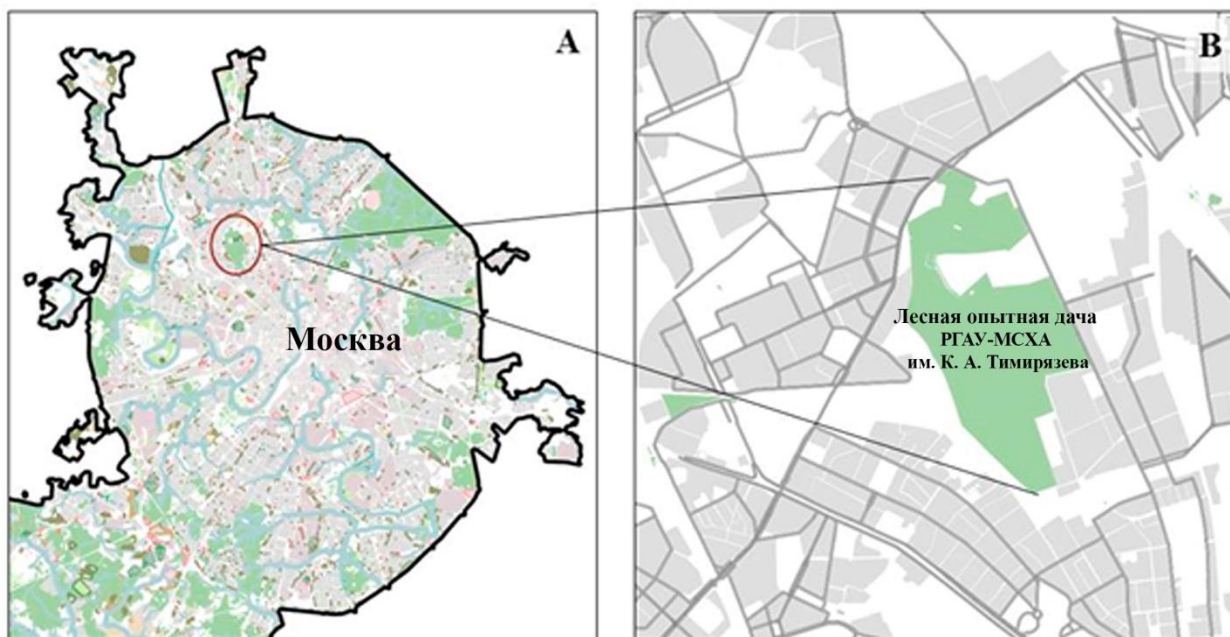 A
B
Москва
Лесная опытная дача
РГАУ-МСХА
им. К. А. Тимирязева